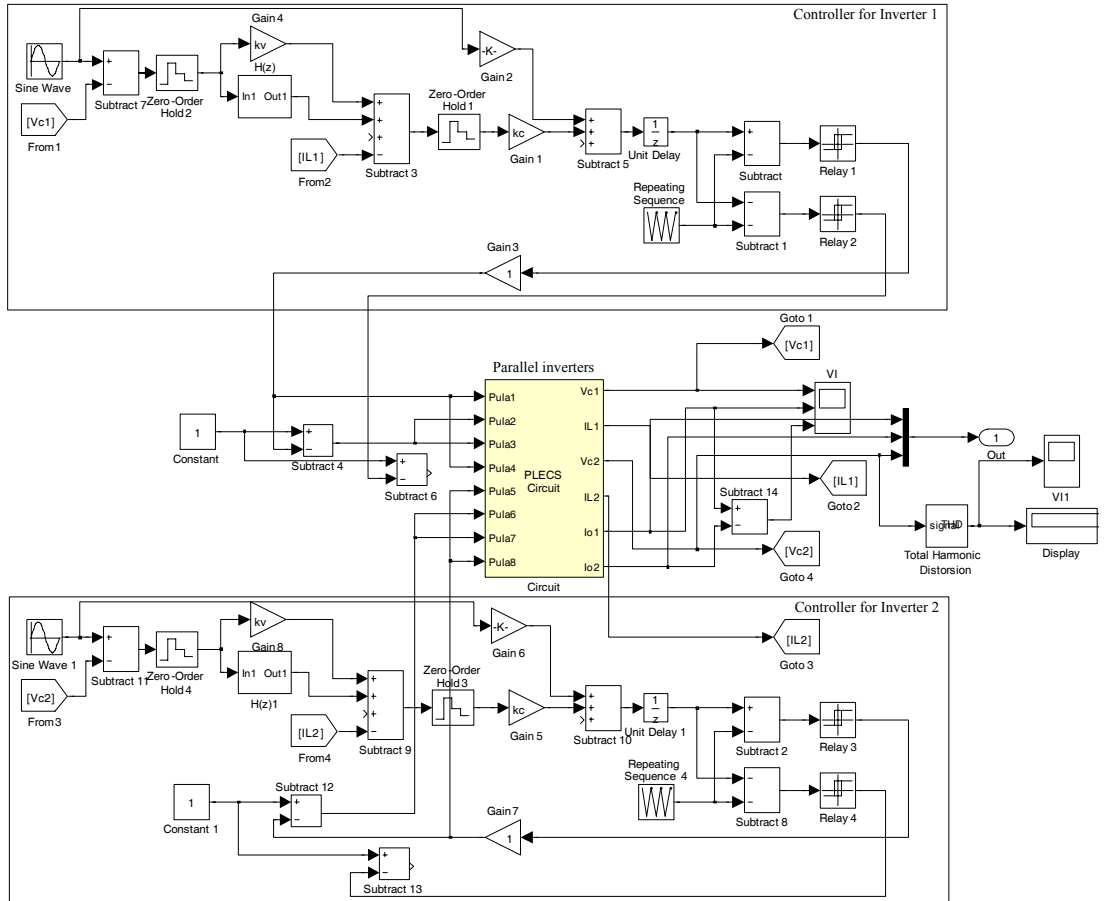 Controller for Inverter 1
Gain 4
kv
-K-
Gain 2
Sine Wave
Subtract 7
Zero-Order
Hold 2
H(z)
In1 Out1
[Vc1]
From1
Zero-Order
Hold 1
[IL1]
From2
Subtract 3
kc
Gain 1
Subtract 5
1
z
Unit Delay
Subtract
Relay 1
Repeating
Sequence
Subtract 1
Relay 2
Gain 3
1
Goto 1
[Vc1]
Parallel inverters
VI
1
Constant
Subtract 4
Subtract 6
Pula1
Pula2
Pula3
Pula4
Pula5
Pula6
Pula7
Pula8
PLECS
Circuit
Vc1
IL1
Vc2
IL2
Io1
Io2
Circuit
1
Out
VI1
[IL1]
Goto2
Subtract 14
[Vc2]
Goto 4
signal THD
Total Harmonic
Distorsion
Display
Controller for Inverter 2
[IL2]
Goto 3
Sine Wave 1
Subtract 11
Zero-Order
Hold 4
kv
Gain 8
In1 Out1
H(z)1
[Vc2]
From3
-K-
Gain 6
Zero-Order
Hold 3
[IL2]
From4
Subtract 9
kc
Gain 5
Subtract 10
1
z
Unit Delay 1
Subtract 2
Relay 3
Repeating
Sequence 4
Subtract 8
Relay 4
Subtract 12
1
Constant 1
Gain 7
1
Subtract 13